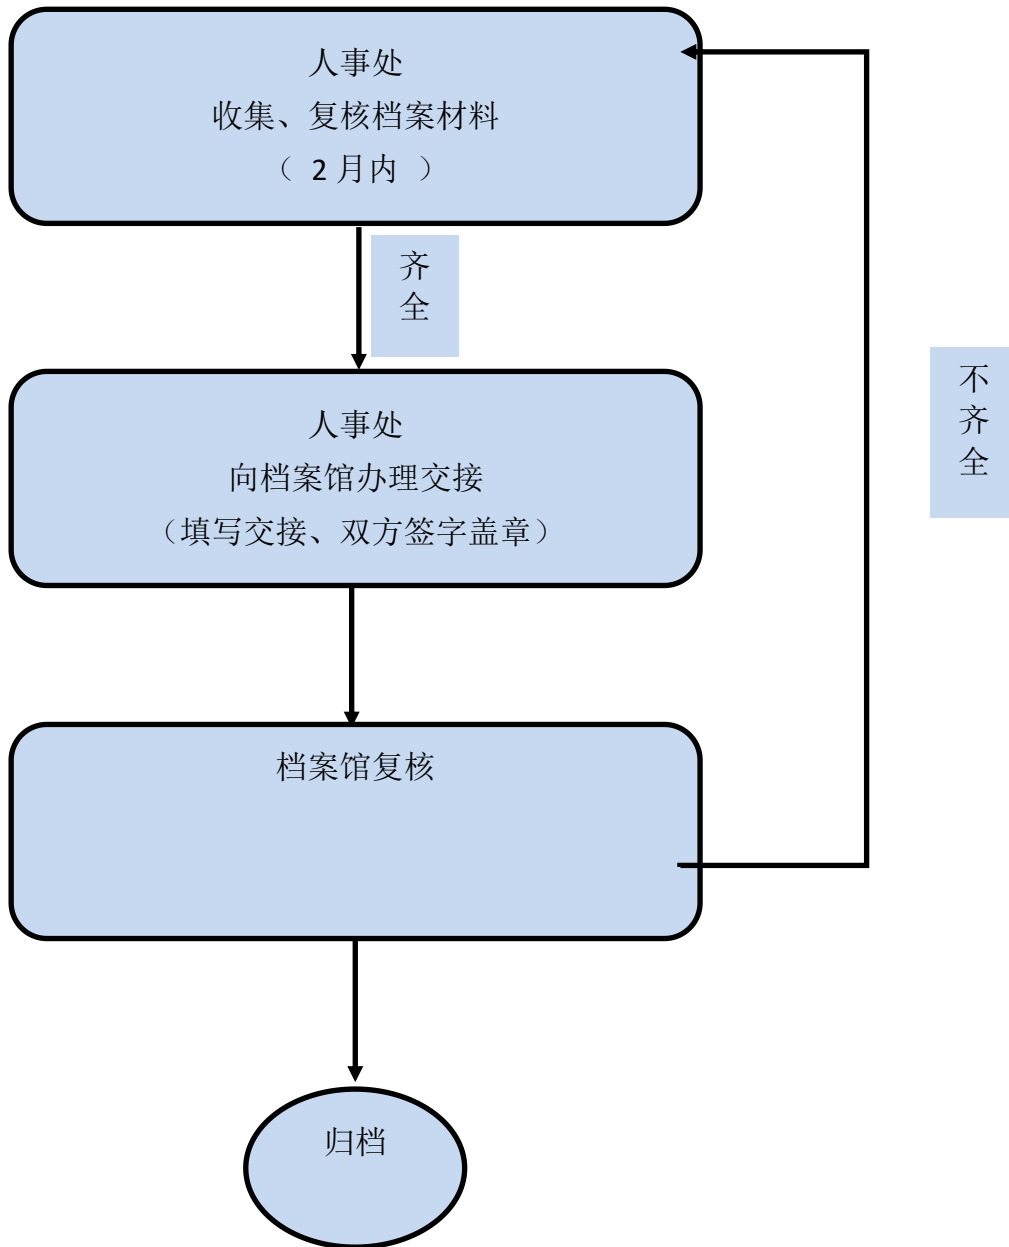 人事处
收集、复核档案材料
（ 2 月内 ）
齐
全
人事处
向档案馆办理交接
（填写交接、双方签字盖章）
不
齐
全
档案馆复核
归档